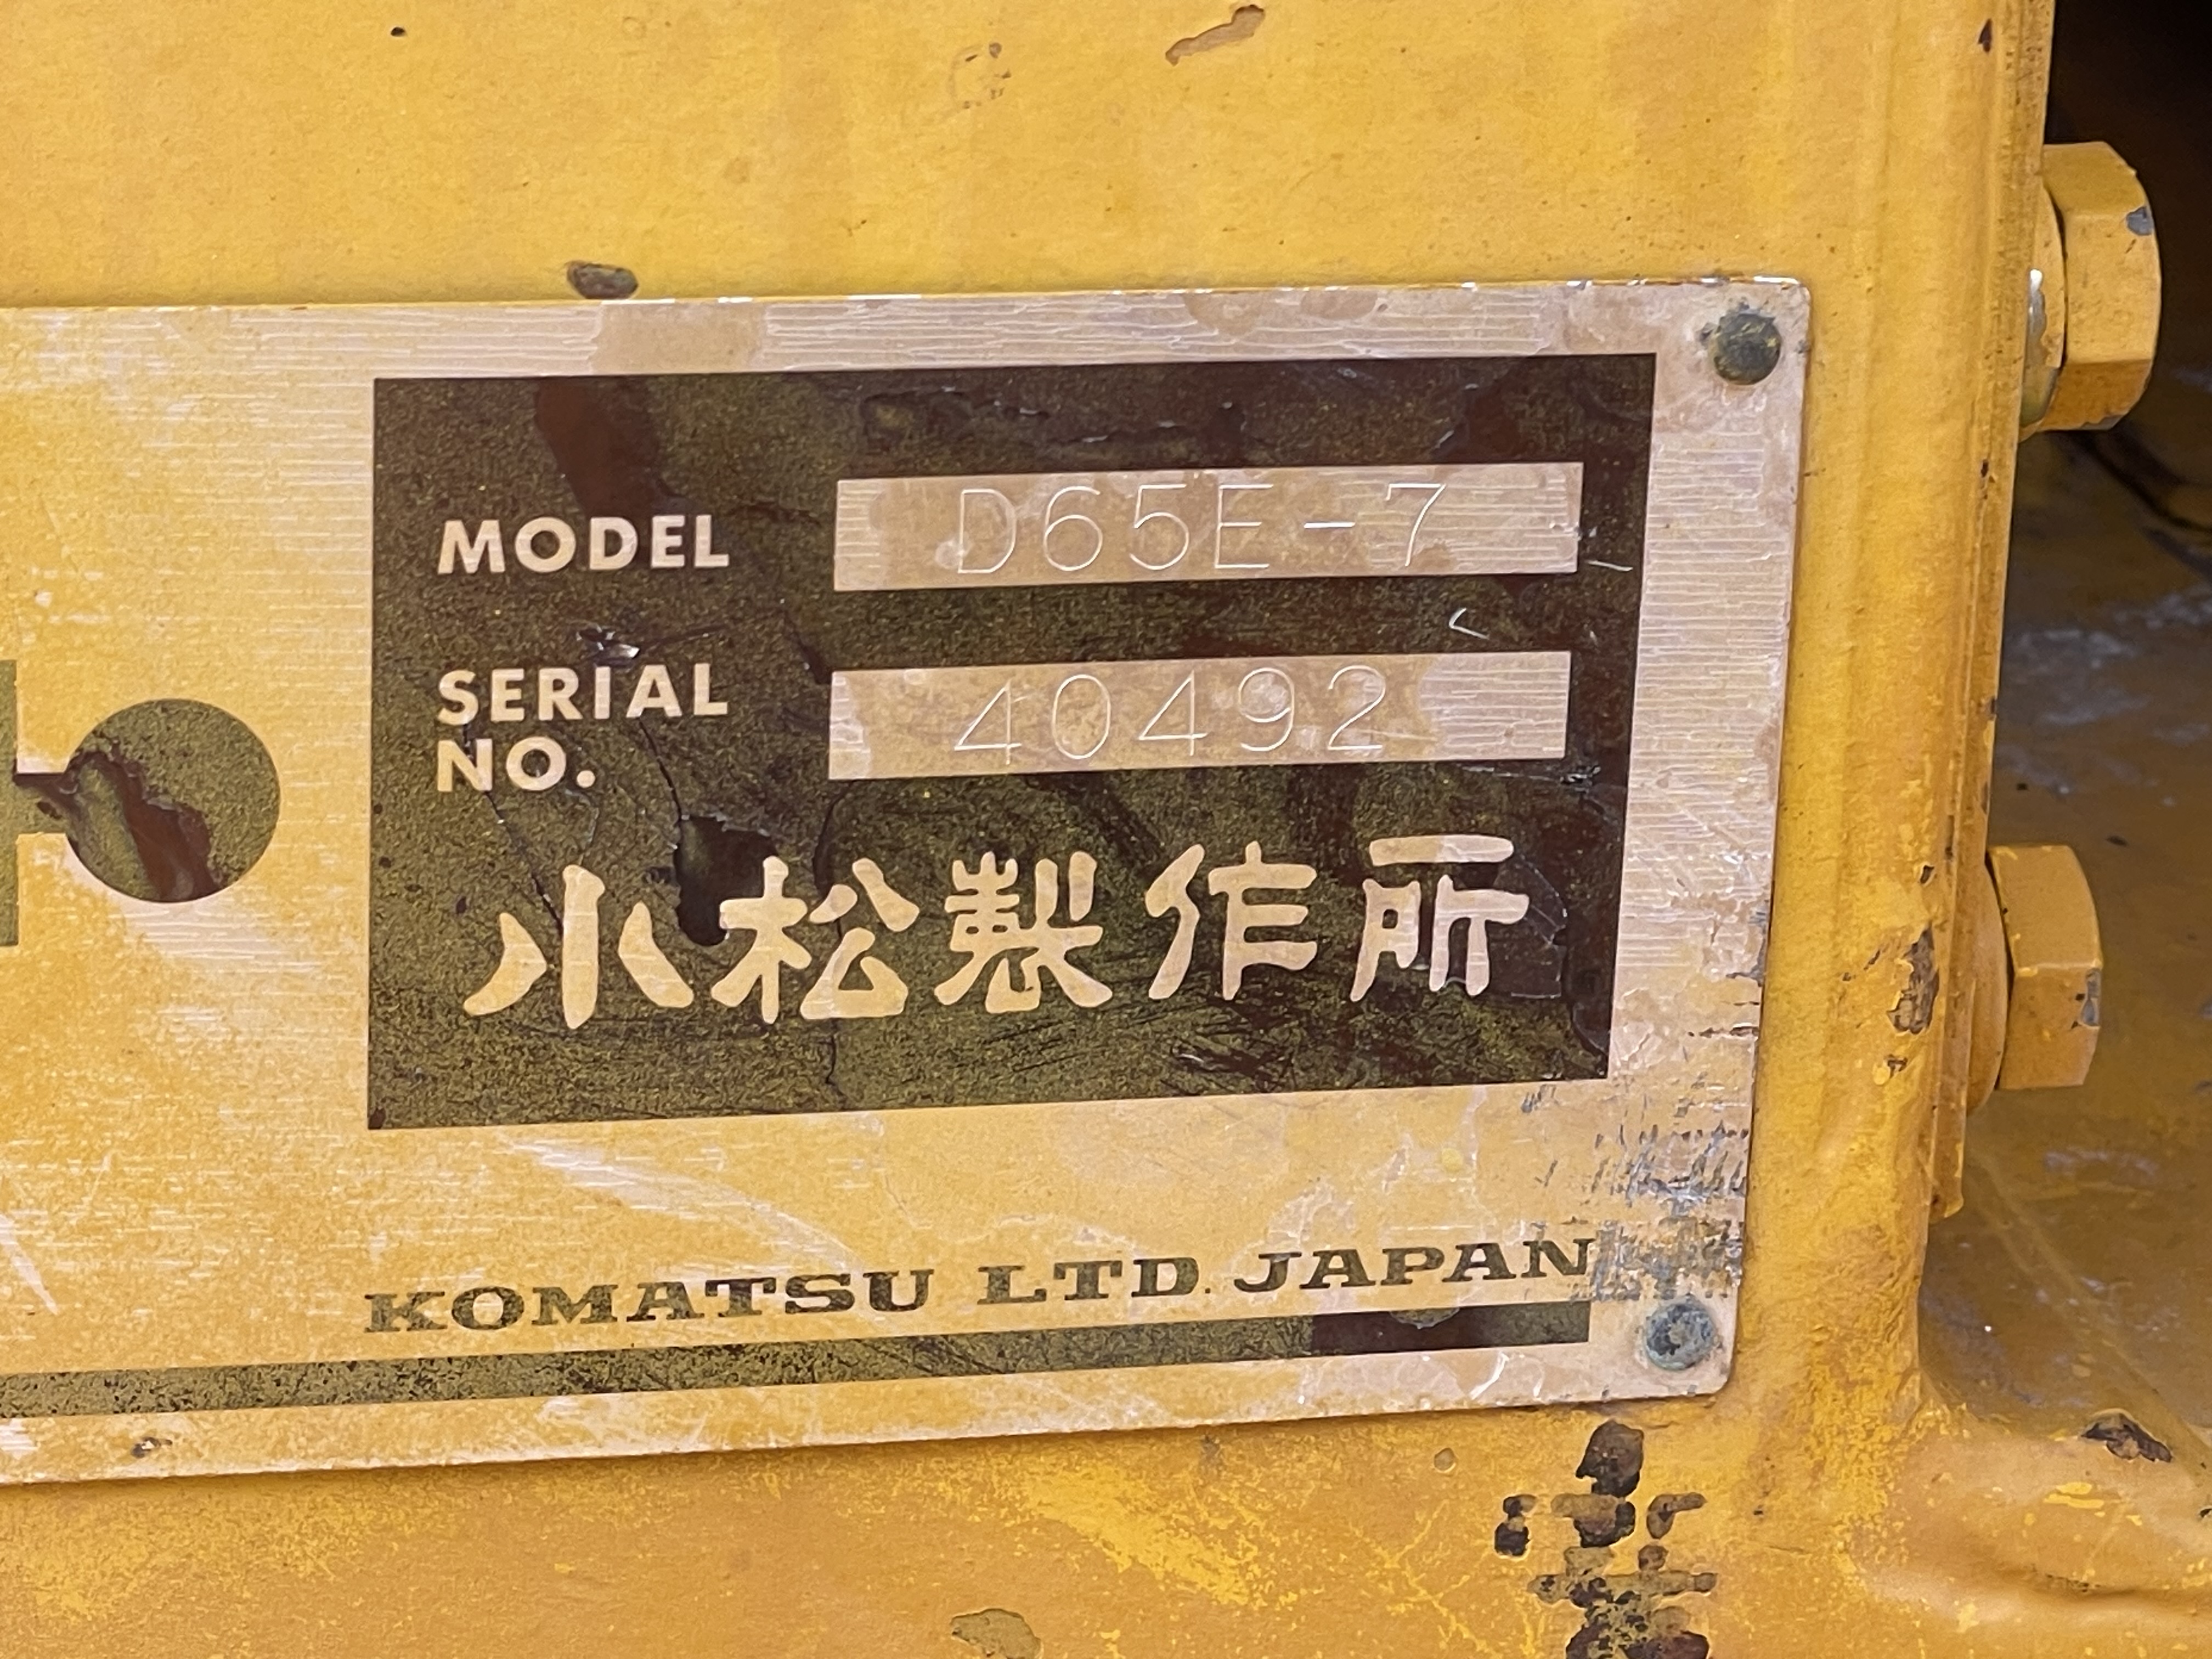 MODEL D65E-7
SERIAL NO. 40492
小松製作所
KOMATSU LTD. JAPAN